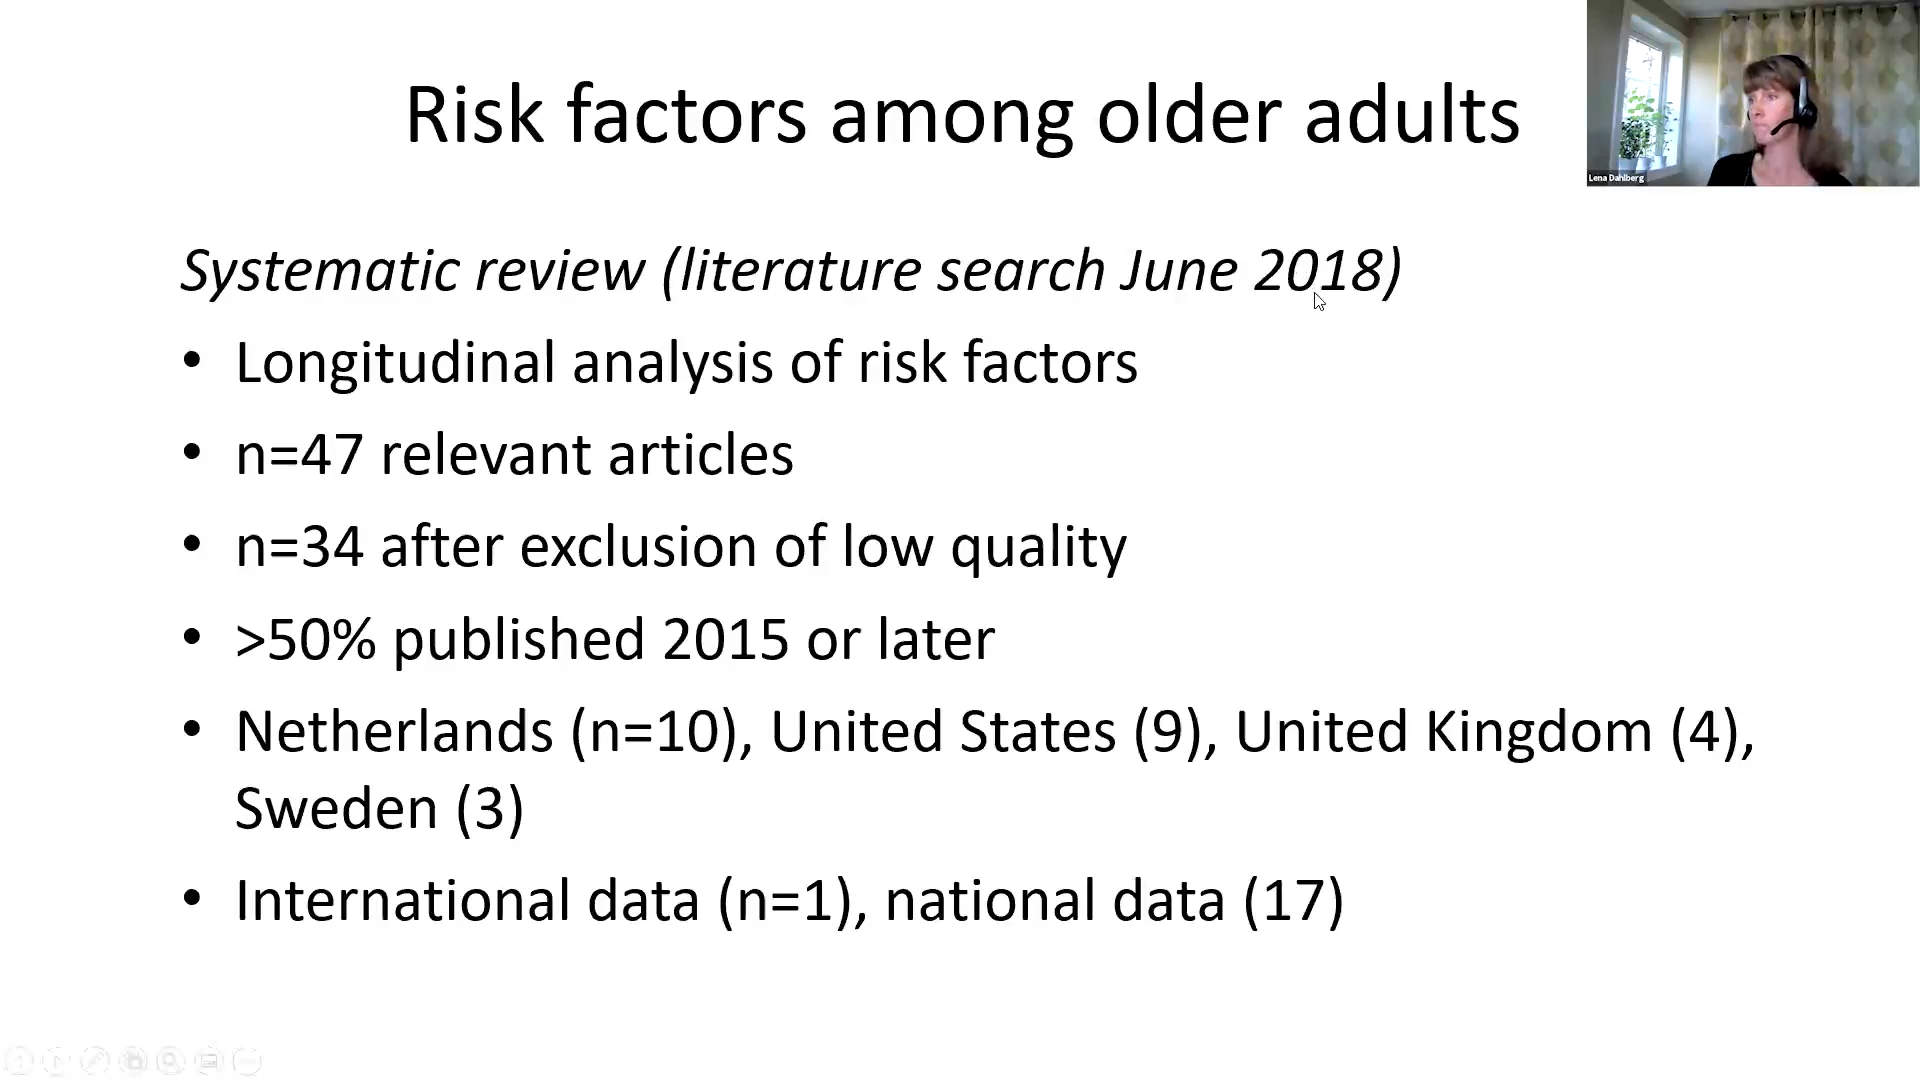 Risk factors among older adults
Lena Dahlberg
Systematic review (literature search June 2018)
• Longitudinal analysis of risk factors
• n=47 relevant articles
• n=34 after exclusion of low quality
• >50% published 2015 or later
• Netherlands (n=10), United States (9), United Kingdom (4),
Sweden (3)
• International data (n=1), national data (17)